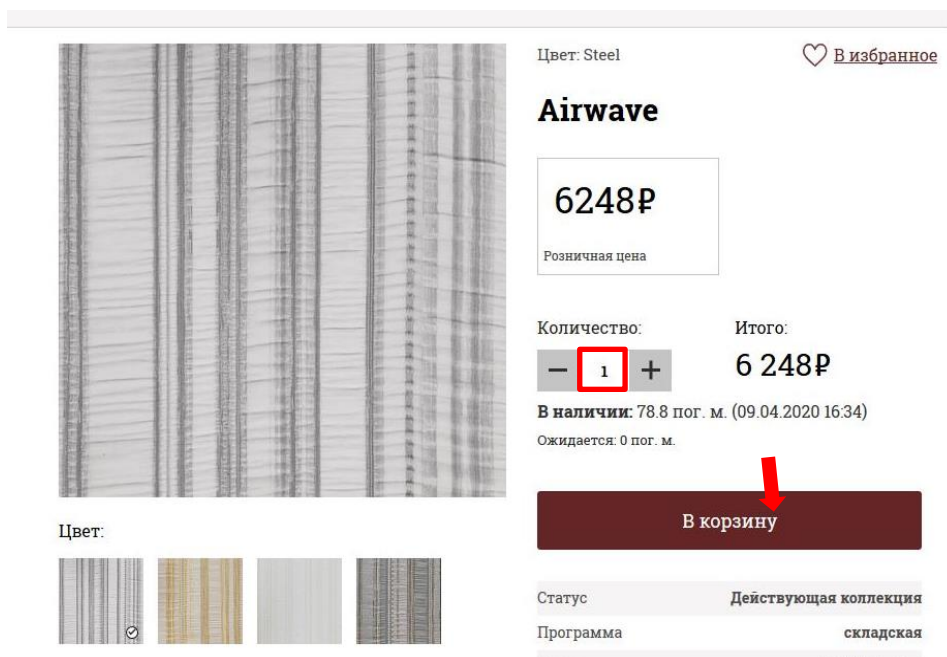 Цвет: Steel
В избранное
Airwave
6248₽
Розничная цена
Количество:
Итого:
− 1 +
6 248₽
В наличии: 78.8 пог. м. (09.04.2020 16:34)
Ожидается: 0 пог. м.
В корзину
Цвет:
Статус
Действующая коллекция
Программа
складская